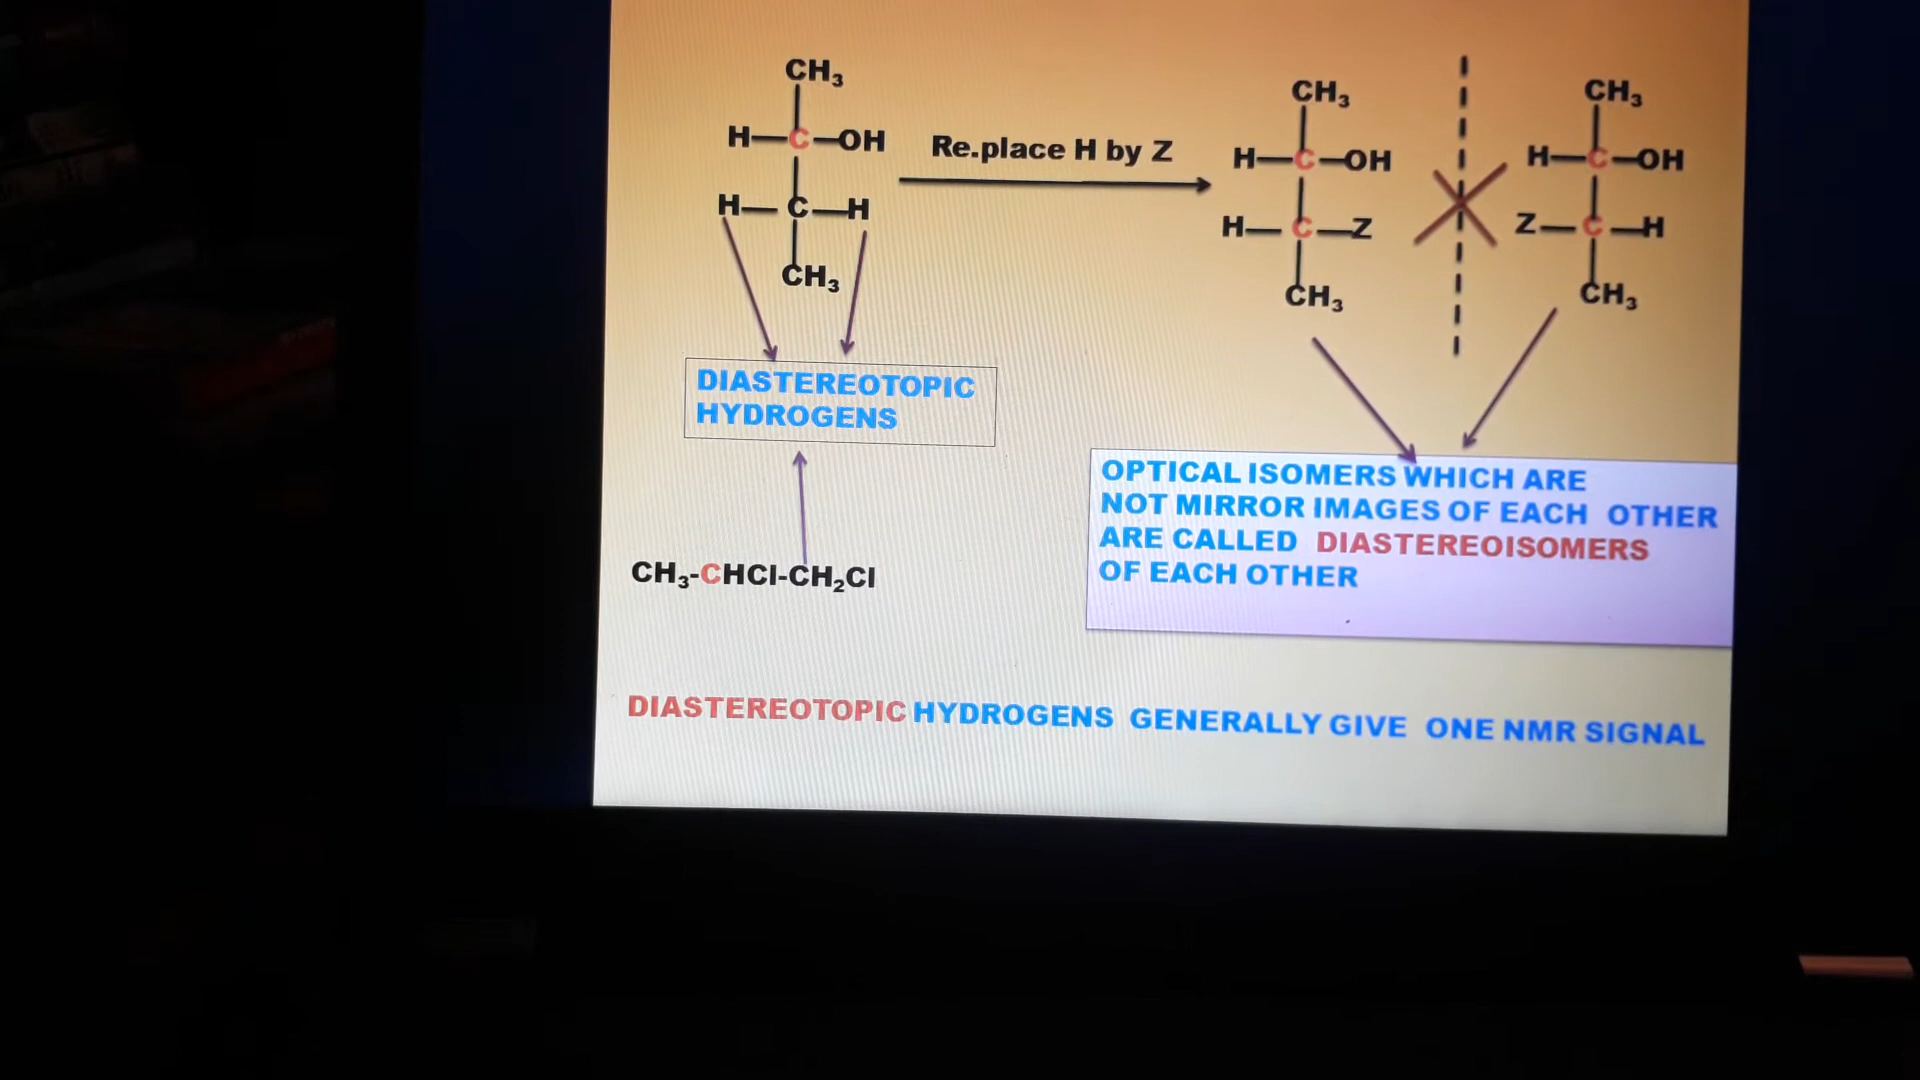 CH₃
H—C—OH
H—C—H
CH₃
Re.place H by Z
CH₃
H—C—OH
H—C—Z
CH₃
CH₃
H—C—OH
Z—C—H
CH₃
DIASTEREOTOPIC
HYDROGENS
CH₃-CHCl-CH₂Cl
OPTICAL ISOMERS WHICH ARE
NOT MIRROR IMAGES OF EACH OTHER
ARE CALLED DIASTEREOISOMERS
OF EACH OTHER
DIASTEREOTOPIC HYDROGENS GENERALLY GIVE ONE NMR SIGNAL